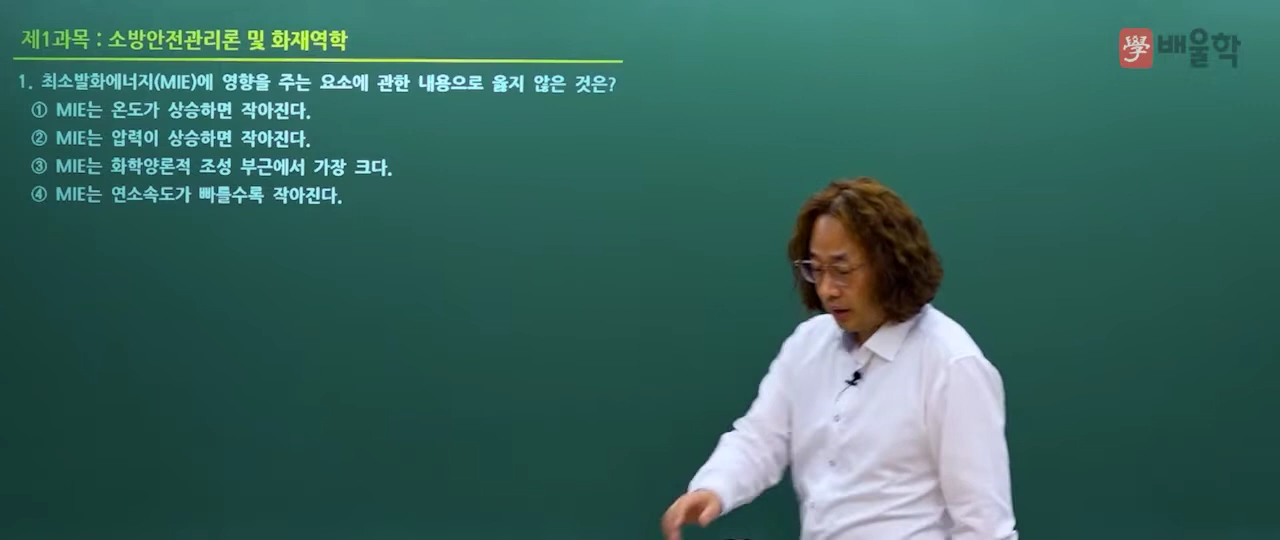 제1과목 : 소방안전관리론 및 화재역학
學 배울학
1. 최소발화에너지(MIE)에 영향을 주는 요소에 관한 내용으로 옳지 않은 것은?
① MIE는 온도가 상승하면 작아진다.
② MIE는 압력이 상승하면 작아진다.
③ MIE는 화학양론적 조성 부근에서 가장 크다.
④ MIE는 연소속도가 빠를수록 작아진다.